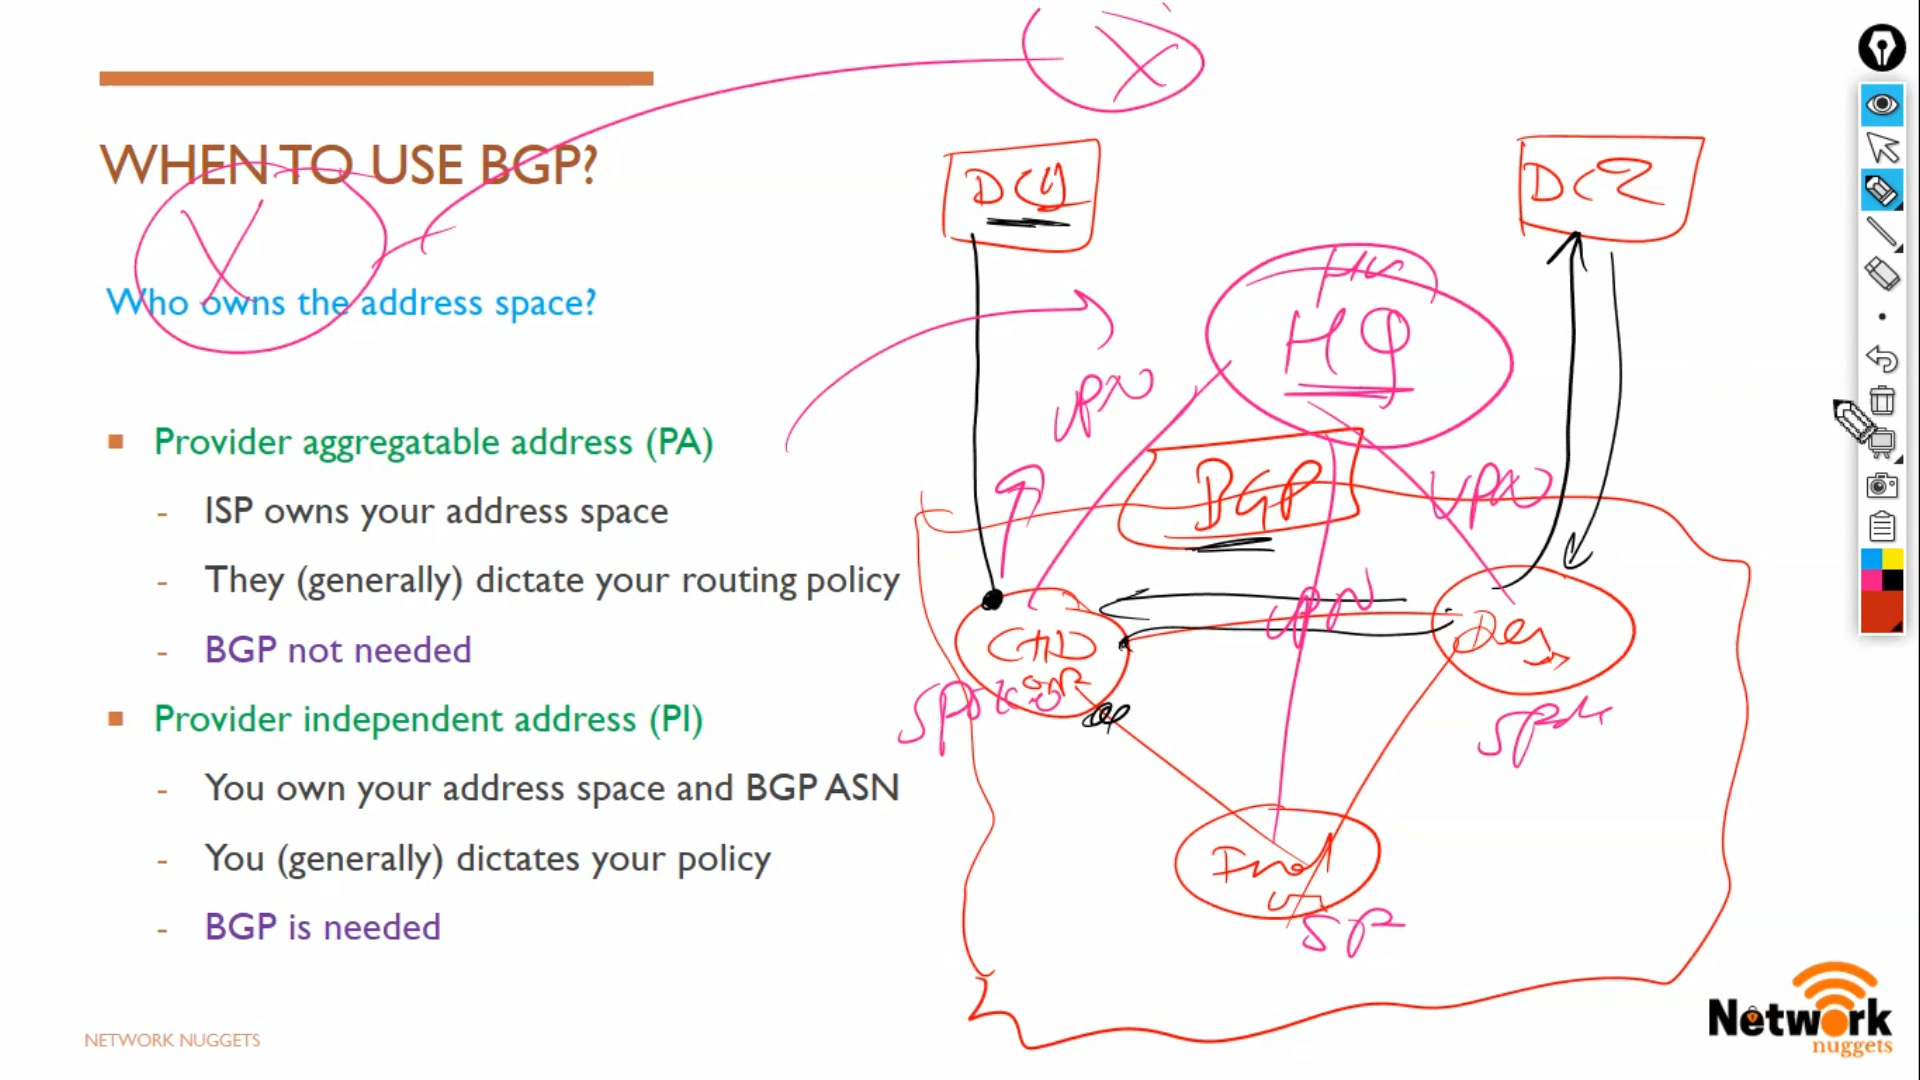 WHEN TO USE BGP?
Who owns the address space?
Provider aggregatable address (PA)
- ISP owns your address space
- They (generally) dictate your routing policy
- BGP not needed
Provider independent address (PI)
- You own your address space and BGP ASN
- You (generally) dictates your policy
- BGP is needed
X
X
DC1
DC2
HQ
VPN
BGP
VPN
VPN
CHD
SP
NETWORK NUGGETS
Network
nuggets